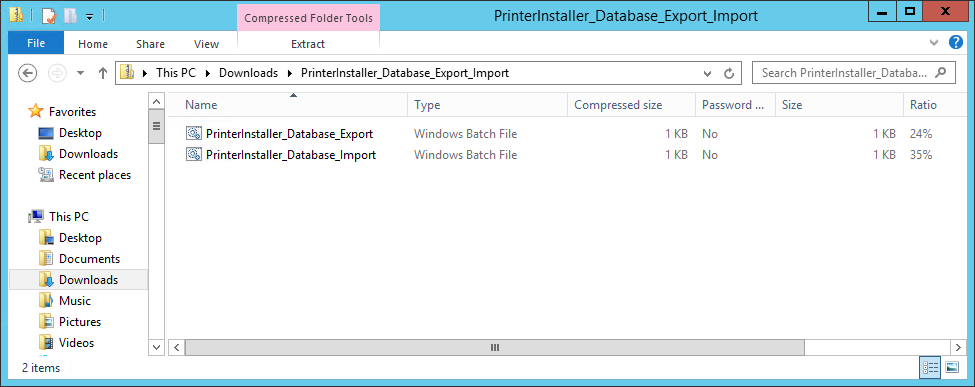 Compressed Folder Tools
PrinterInstaller_Database_Export_Import
File Home Share View Extract
This PC Downloads PrinterInstaller_Database_Export_Import
Search PrinterInstaller_Databa...
Name Type Compressed size Password ... Size Ratio
PrinterInstaller_Database_Export Windows Batch File 1 KB No 1 KB 24%
PrinterInstaller_Database_Import Windows Batch File 1 KB No 1 KB 35%
Favorites
Desktop
Downloads
Recent places
This PC
Desktop
Documents
Downloads
Music
Pictures
Videos
2 items